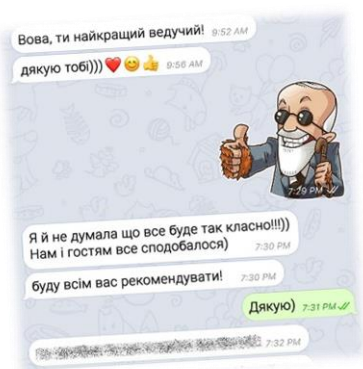 Вова, ти найкращий ведучий! 9:52 AM
дякую тобі))) ❤️😊👍 9:56 AM
7:29 PM
Я й не думала що все буде так класно!!!))
Нам і гостям все сподобалося) 7:30 PM
буду всім вас рекомендувати! 7:30 PM
Дякую) 7:31 PM
7:32 PM